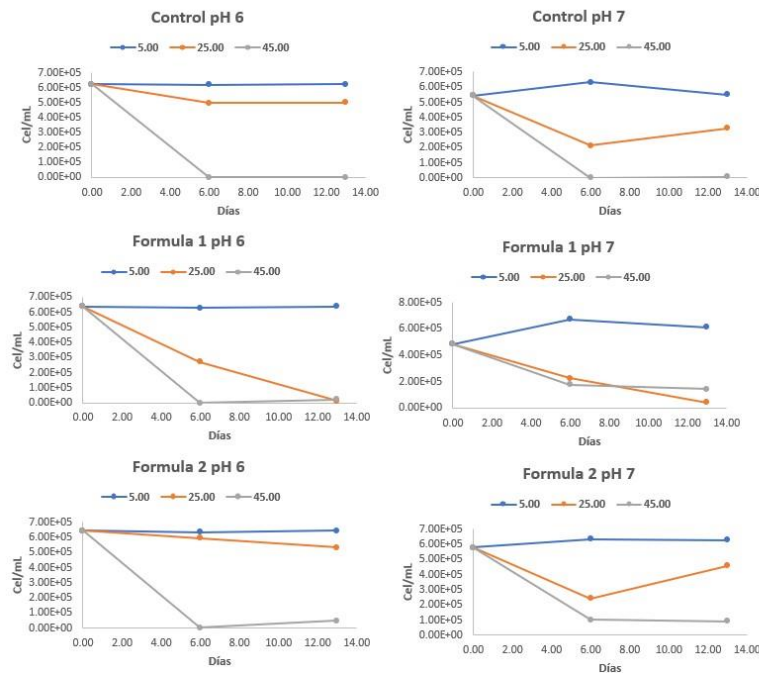 Control pH 6
5.00 25.00 45.00
7.00E+05
6.00E+05
5.00E+05
4.00E+05
3.00E+05
2.00E+05
1.00E+05
0.00E+00
Cel/mL
0.00 2.00 4.00 6.00 8.00 10.00 12.00 14.00
Días
Control pH 7
5.00 25.00 45.00
7.00E+05
6.00E+05
5.00E+05
4.00E+05
3.00E+05
2.00E+05
1.00E+05
0.00E+00
Cel/mL
0.00 2.00 4.00 6.00 8.00 10.00 12.00 14.00
Días
Formula 1 pH 6
5.00 25.00 45.00
7.00E+05
6.00E+05
5.00E+05
4.00E+05
3.00E+05
2.00E+05
1.00E+05
0.00E+00
Cel/mL
0.00 2.00 4.00 6.00 8.00 10.00 12.00 14.00
Días
Formula 1 pH 7
5.00 25.00 45.00
8.00E+05
6.00E+05
4.00E+05
2.00E+05
0.00E+00
Cel/mL
0.00 2.00 4.00 6.00 8.00 10.00 12.00 14.00
Días
Formula 2 pH 6
5.00 25.00 45.00
7.00E+05
6.00E+05
5.00E+05
4.00E+05
3.00E+05
2.00E+05
1.00E+05
0.00E+00
Cel/mL
0.00 2.00 4.00 6.00 8.00 10.00 12.00 14.00
Días
Formula 2 pH 7
5.00 25.00 45.00
7.00E+05
6.00E+05
5.00E+05
4.00E+05
3.00E+05
2.00E+05
1.00E+05
0.00E+00
Cel/mL
0.00 2.00 4.00 6.00 8.00 10.00 12.00 14.00
Días